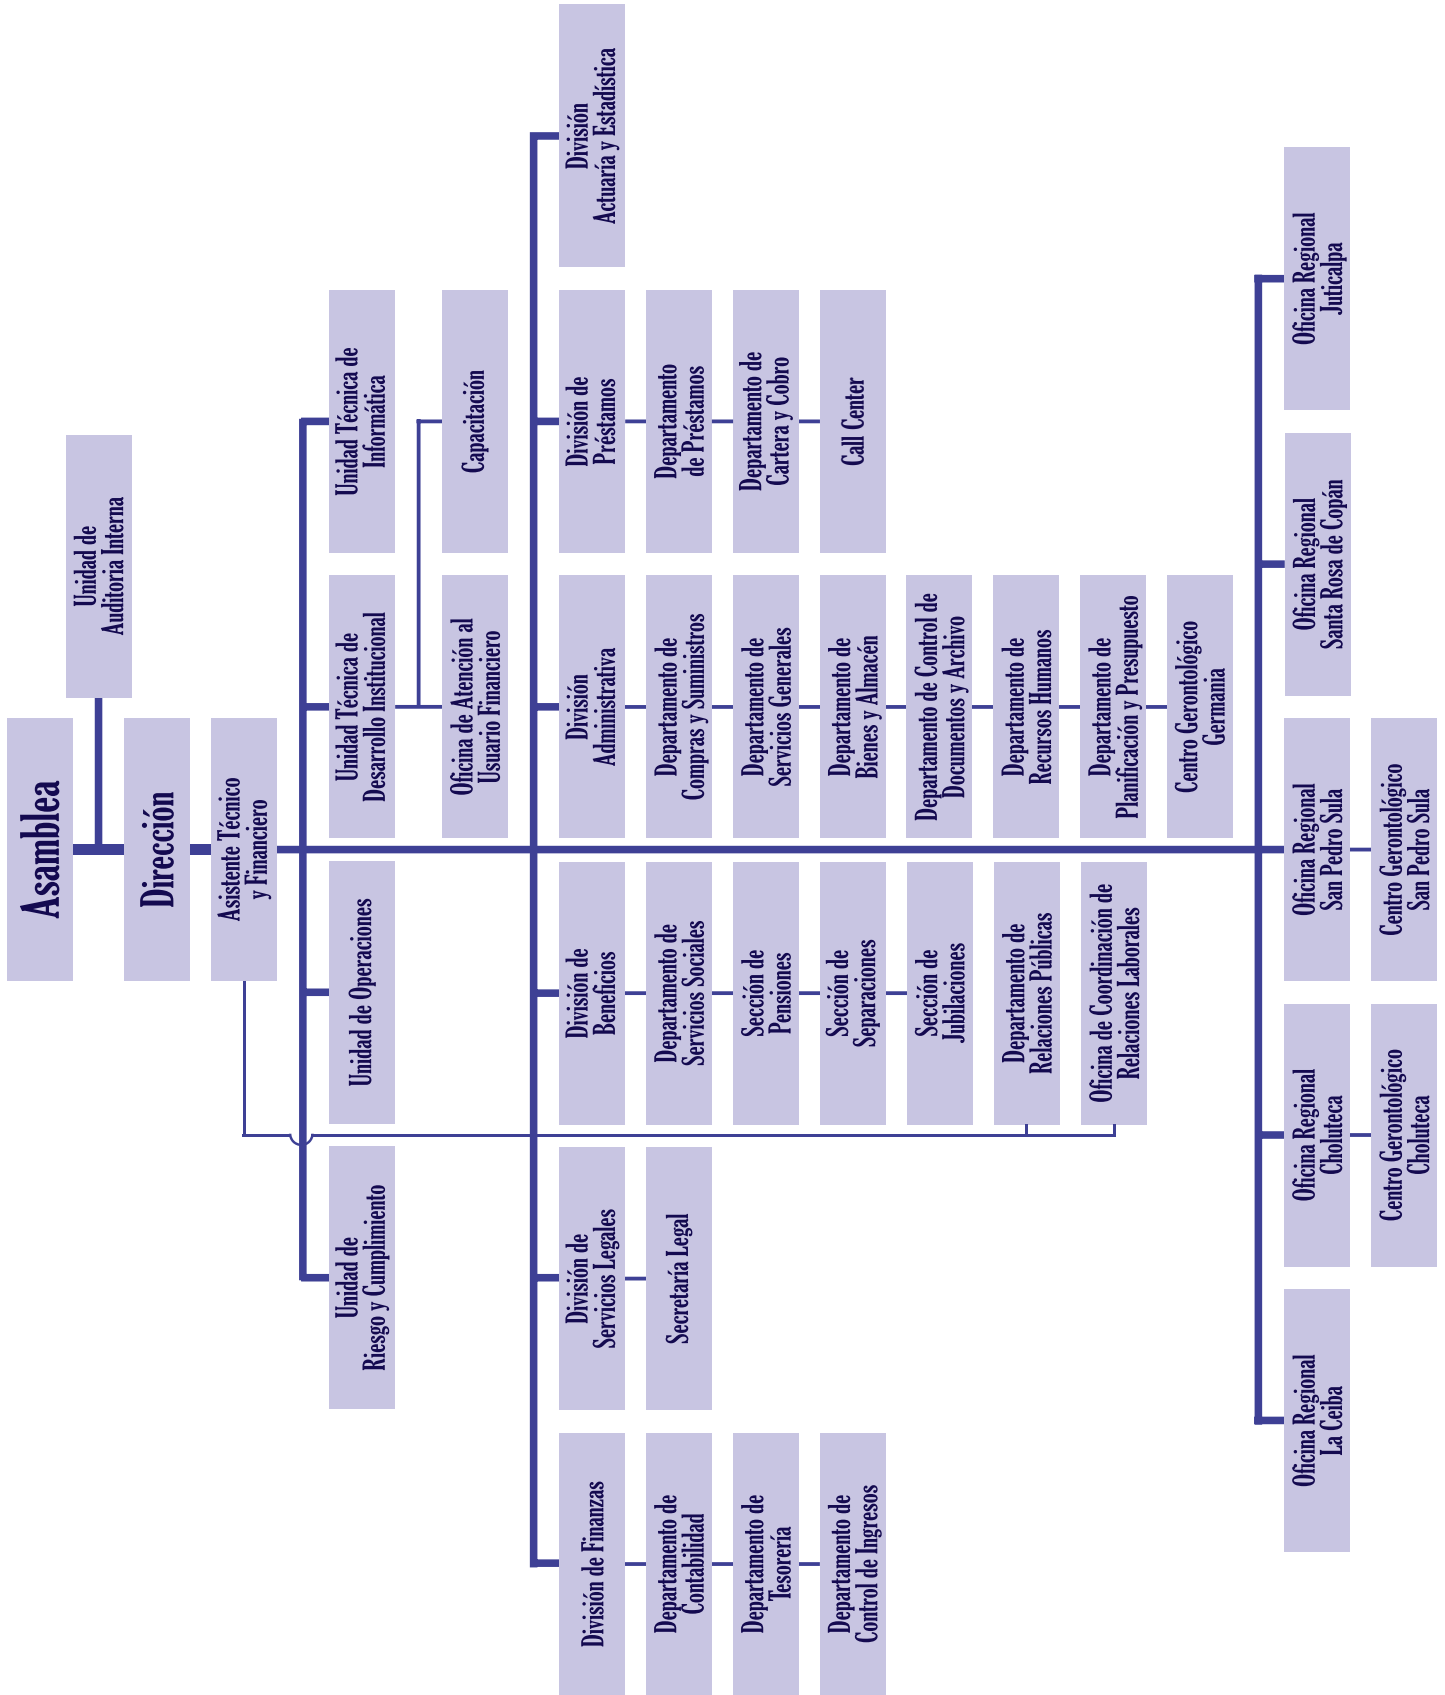 Asamblea
Unidad de
Auditoria Interna
Dirección
Asistente Técnico
y Financiero
Unidad de
Riesgo y Cumplimiento
Unidad de Operaciones
Unidad Técnica de
Desarrollo Institucional
Unidad Técnica de
Informática
Oficina de Atención al
Usuario Financiero
Capacitación
División de Finanzas
Departamento de
Contabilidad
Departamento de
Tesorería
Departamento de
Control de Ingresos
División de
Servicios Legales
Secretaría Legal
División de
Beneficios
Departamento de
Servicios Sociales
Sección de
Pensiones
Sección de
Separaciones
Sección de
Jubilaciones
Departamento de
Relaciones Públicas
Oficina de Coordinación de
Relaciones Laborales
División
Administrativa
Departamento de
Compras y Suministros
Departamento de
Servicios Generales
Departamento de
Bienes y Almacén
Departamento de Control de
Documentos y Archivo
Departamento de
Recursos Humanos
Departamento de
Planificación y Presupuesto
Centro Gerontológico
Germania
División de
Préstamos
Departamento
de Préstamos
Departamento de
Cartera y Cobro
Call Center
División
Actuaría y Estadística
Oficina Regional
La Ceiba
Oficina Regional
Choluteca
Centro Gerontológico
Choluteca
Oficina Regional
San Pedro Sula
Centro Gerontológico
San Pedro Sula
Oficina Regional
Santa Rosa de Copán
Oficina Regional
Juticalpa